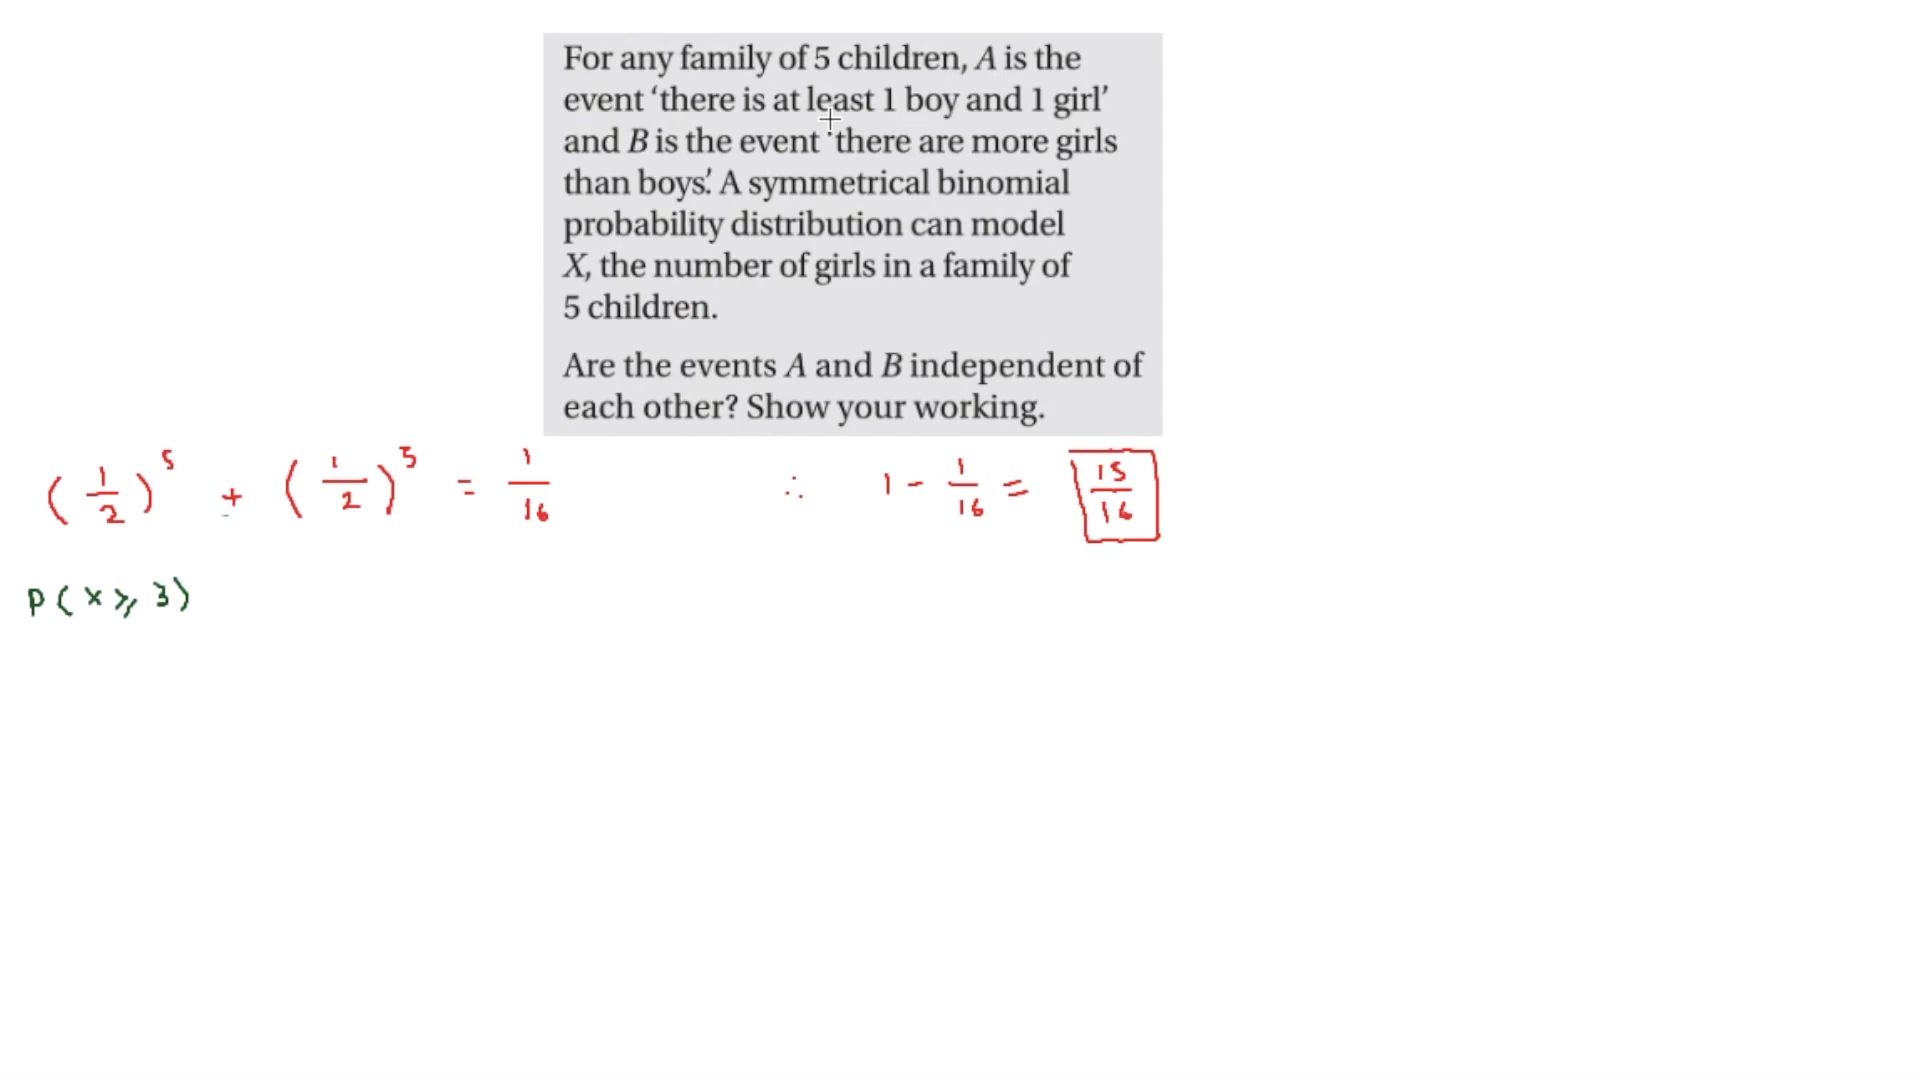 For any family of 5 children, A is the
event ‘there is at least 1 boy and 1 girl’
and B is the event ‘there are more girls
than boys’. A symmetrical binomial
probability distribution can model
X, the number of girls in a family of
5 children.
Are the events A and B independent of
each other? Show your working.
(1/2)^5 + (1/2)^5 = 1/16 ∴ 1 - 1/16 = 15/16
P(X ≥ 3)